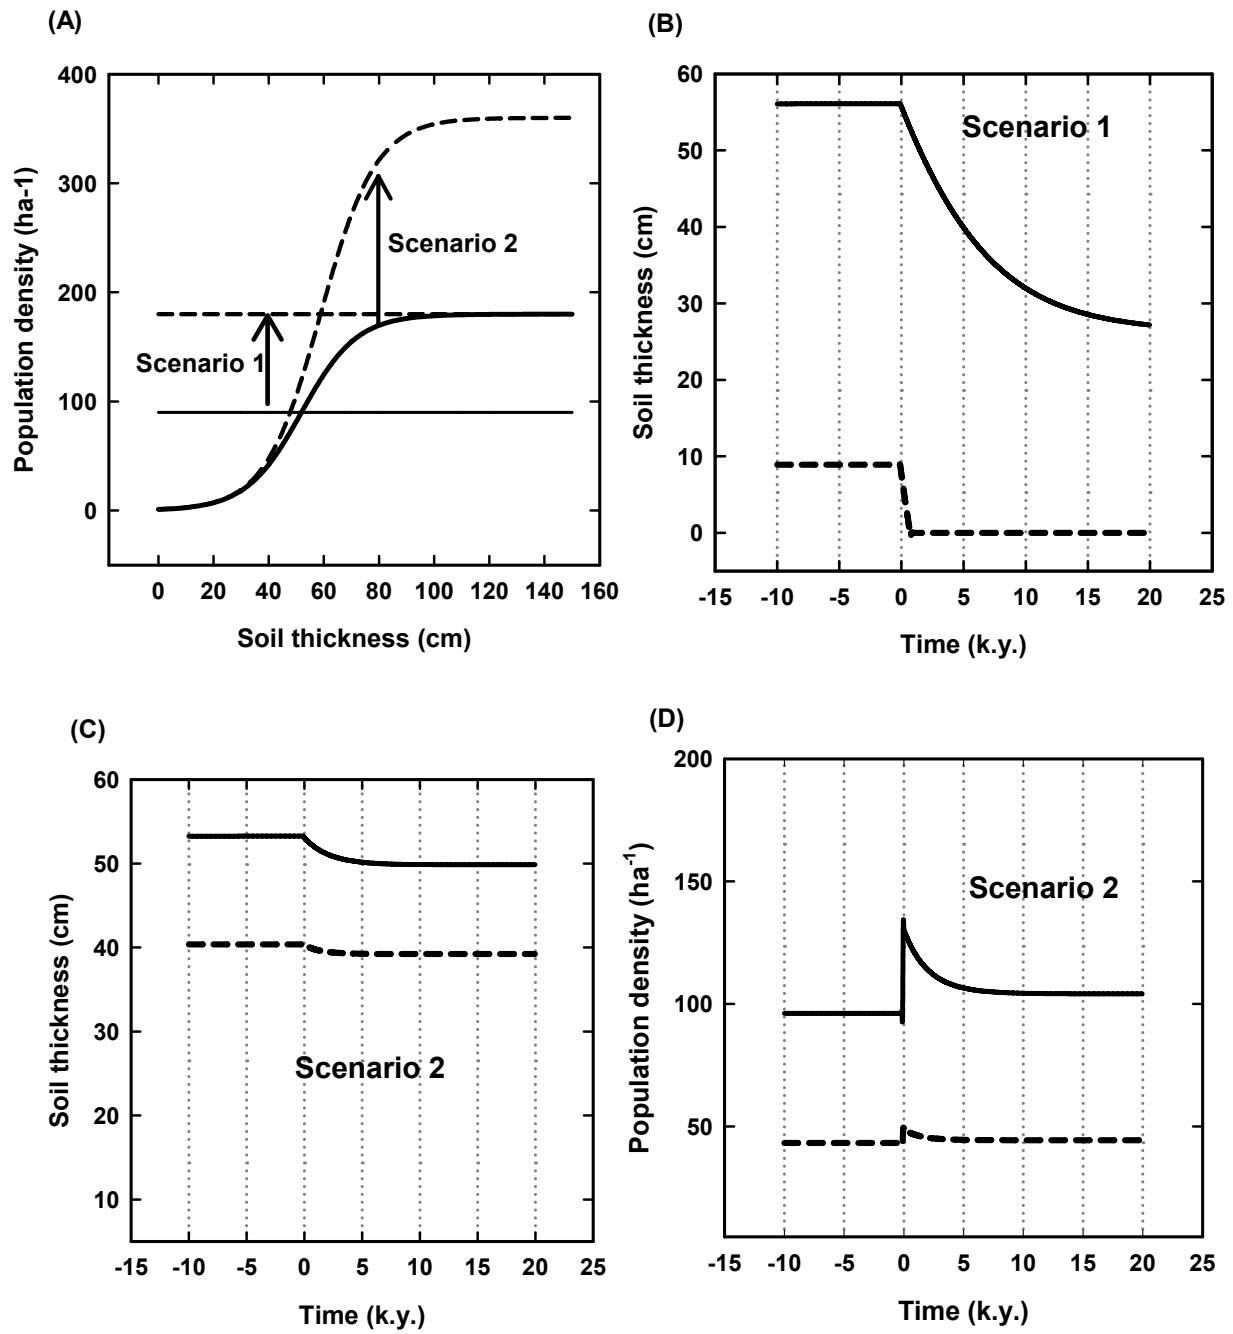 (A)
400
300
200
100
0
Population density (ha-1)
Scenario 2
Scenario 1
0 20 40 60 80 100 120 140 160
Soil thickness (cm)
(B)
60
50
40
30
20
10
0
Soil thickness (cm)
Scenario 1
-15 -10 -5 0 5 10 15 20 25
Time (k.y.)
(C)
60
50
40
30
20
10
Soil thickness (cm)
Scenario 2
-15 -10 -5 0 5 10 15 20 25
Time (k.y.)
(D)
200
150
100
50
Population density (ha⁻¹)
Scenario 2
-15 -10 -5 0 5 10 15 20 25
Time (k.y.)